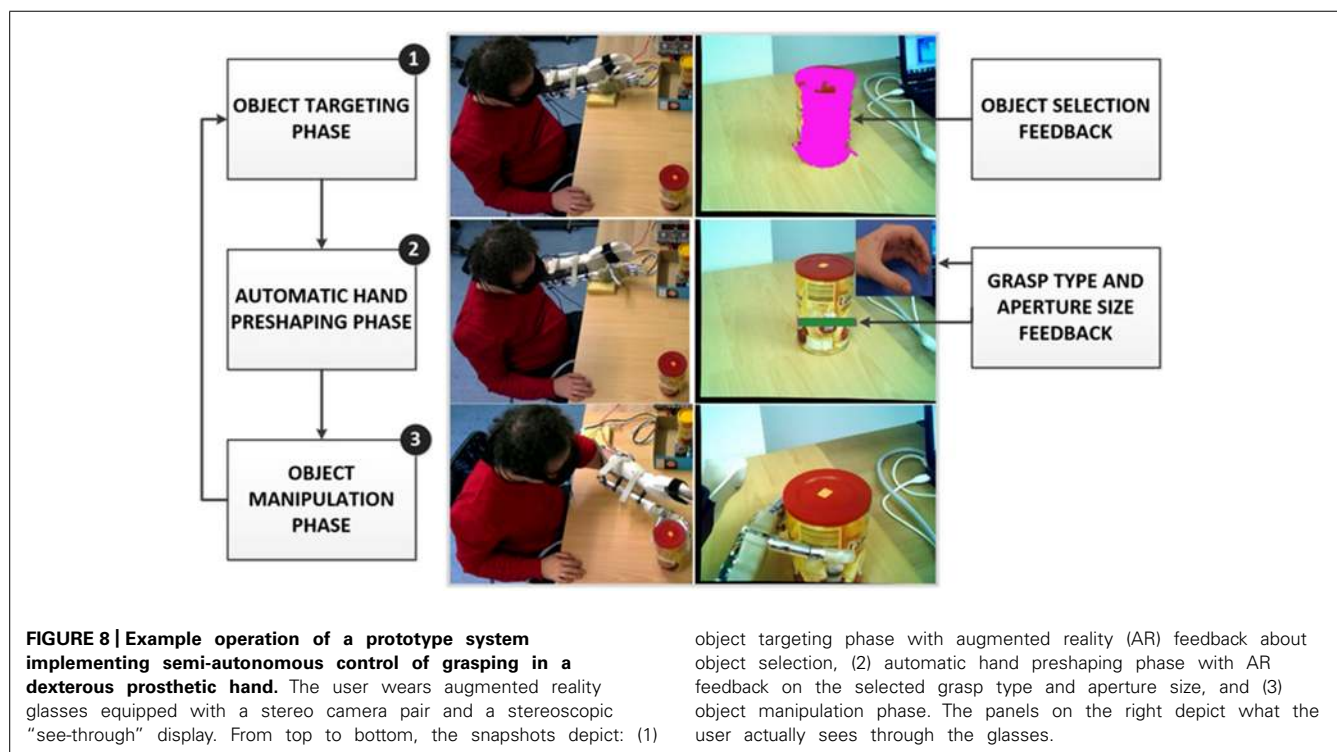 1
OBJECT TARGETING
PHASE
2
AUTOMATIC HAND
PRESHAPING PHASE
3
OBJECT
MANIPULATION
PHASE
OBJECT SELECTION
FEEDBACK
GRASP TYPE AND
APERTURE SIZE
FEEDBACK
FIGURE 8 | Example operation of a prototype system
implementing semi-autonomous control of grasping in a
dexterous prosthetic hand. The user wears augmented reality
glasses equipped with a stereo camera pair and a stereoscopic
“see-through” display. From top to bottom, the snapshots depict: (1)
object targeting phase with augmented reality (AR) feedback about
object selection, (2) automatic hand preshaping phase with AR
feedback on the selected grasp type and aperture size, and (3)
object manipulation phase. The panels on the right depict what the
user actually sees through the glasses.